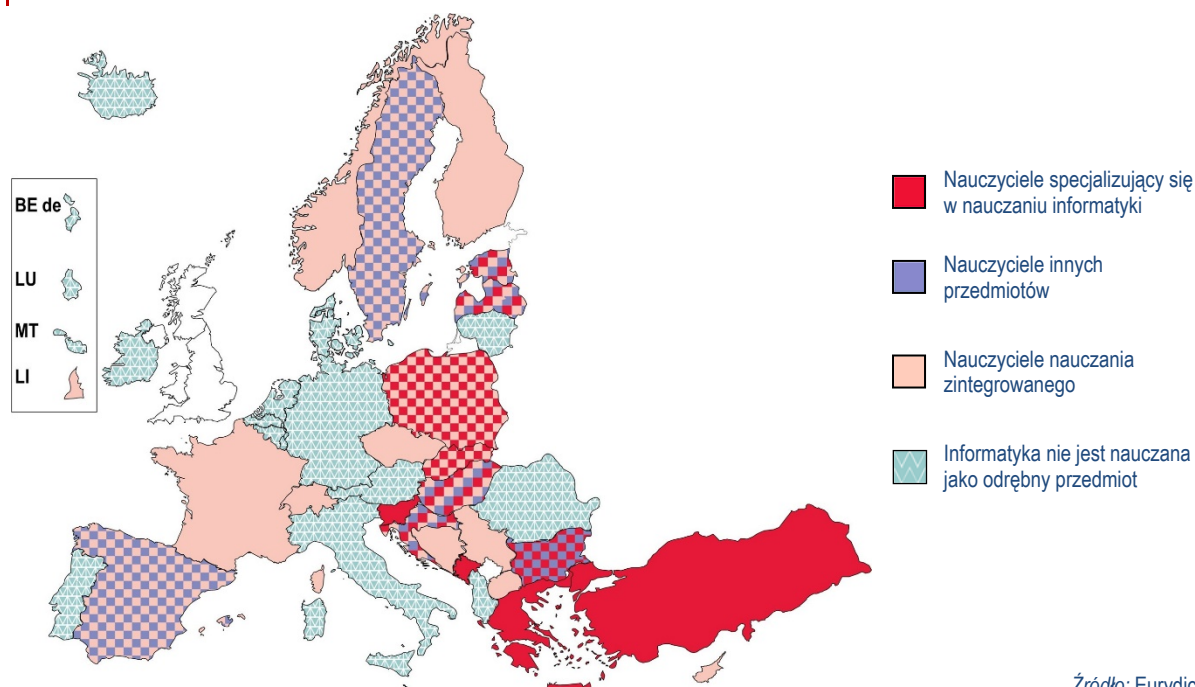 BE de
LU
MT
LI
Nauczyciele specjalizujący się
w nauczaniu informatyki
Nauczyciele innych
przedmiotów
Nauczyciele nauczania
zintegrowanego
Informatyka nie jest nauczana
jako odrębny przedmiot
Źródło: Eurydic